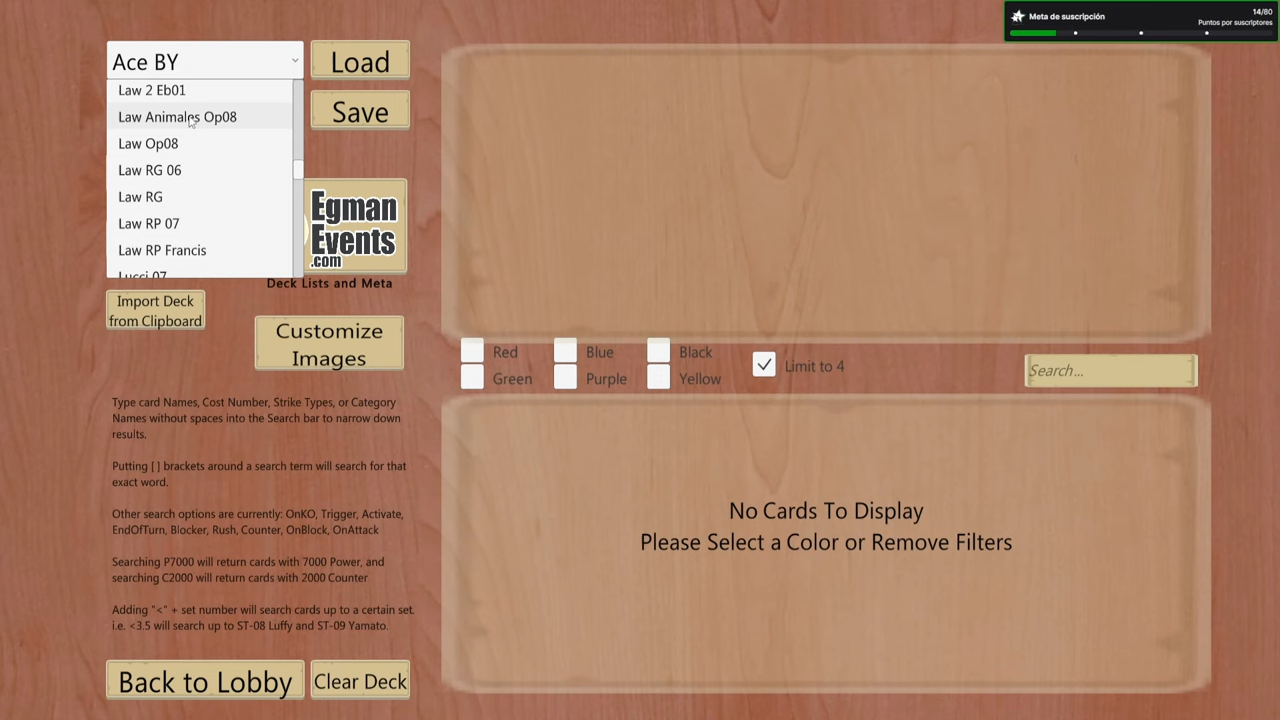 Meta de suscripción
14/80
Puntos por suscriptores
Ace BY
Load
Law 2 Eb01
Law Animales Op08
Law Op08
Law RG 06
Law RG
Law RP 07
Law RP Francis
Lucci 07
Save
Egman
Events
.com
Deck Lists and Meta
Import Deck
from Clipboard
Customize
Images
Red
Blue
Black
Green
Purple
Yellow
Limit to 4
Search...
Type card Names, Cost Number, Strike Types, or Category
Names without spaces into the Search bar to narrow down
results.
Putting [ ] brackets around a search term will search for that
exact word.
Other search options are currently: OnKO, Trigger, Activate,
EndOfTurn, Blocker, Rush, Counter, OnBlock, OnAttack
Searching P7000 will return cards with 7000 Power, and
searching C2000 will return cards with 2000 Counter
Adding "<" + set number will search cards up to a certain set.
i.e. <3.5 will search up to ST-08 Luffy and ST-09 Yamato.
No Cards To Display
Please Select a Color or Remove Filters
Back to Lobby
Clear Deck